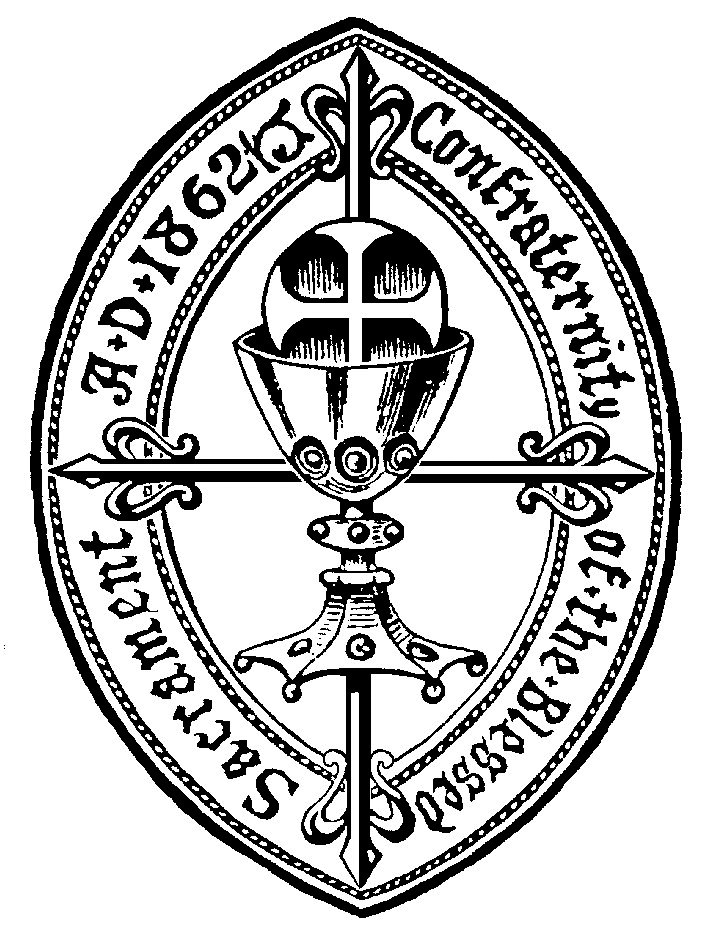 Confraternity
of·the·Blessed
Sacrament
A·D·1862